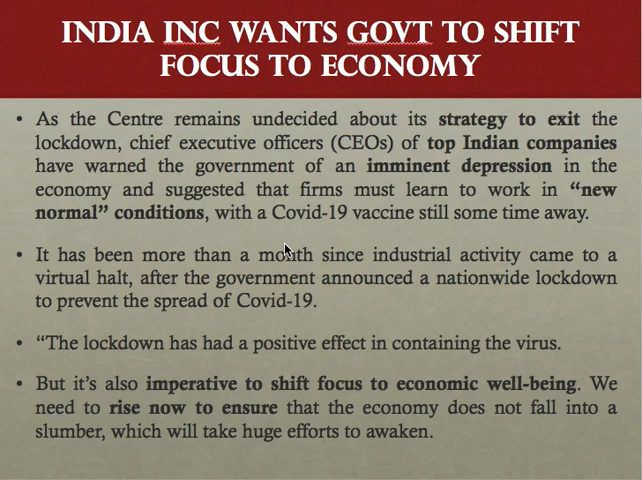 INDIA INC WANTS GOVT TO SHIFT
FOCUS TO ECONOMY
• As the Centre remains undecided about its strategy to exit the
lockdown, chief executive officers (CEOs) of top Indian companies
have warned the government of an imminent depression in the
economy and suggested that firms must learn to work in “new
normal” conditions, with a Covid-19 vaccine still some time away.
• It has been more than a month since industrial activity came to a
virtual halt, after the government announced a nationwide lockdown
to prevent the spread of Covid-19.
• “The lockdown has had a positive effect in containing the virus.
• But it’s also imperative to shift focus to economic well-being. We
need to rise now to ensure that the economy does not fall into a
slumber, which will take huge efforts to awaken.